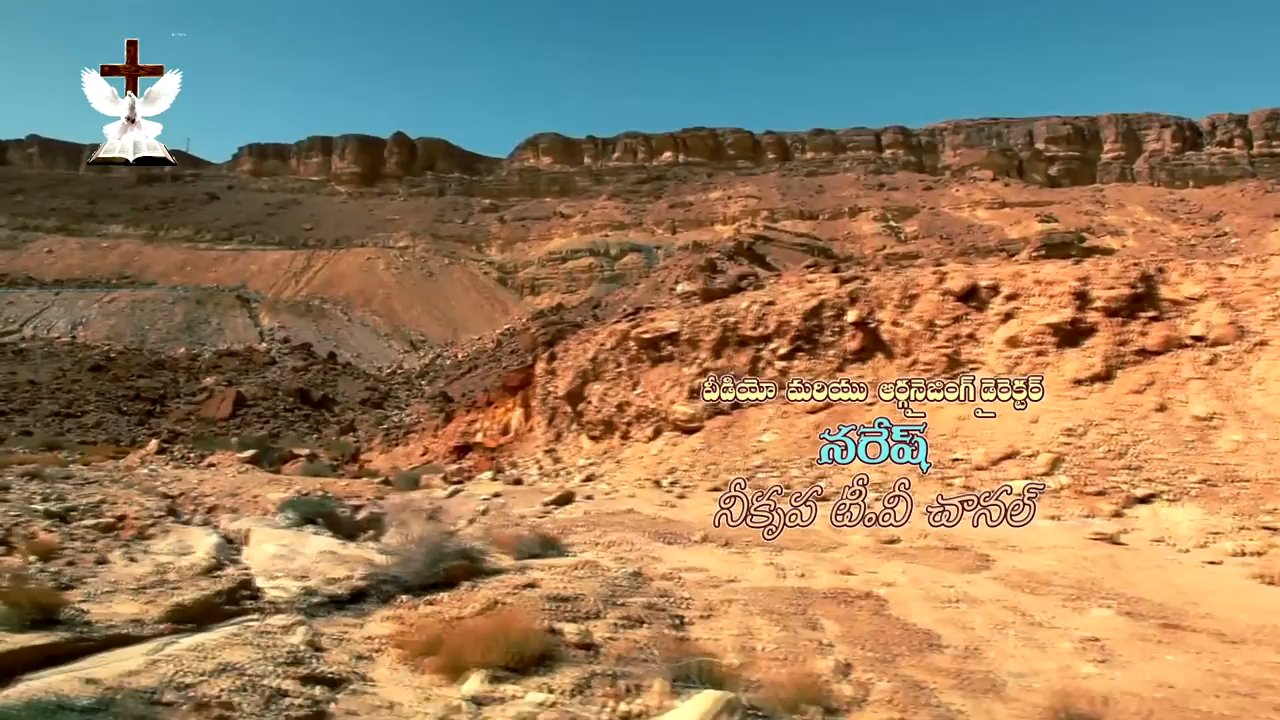 వీడియో మరియు ఆర్గనైజింగ్ డైరెక్టర్
నరేష్
నీకృప టీ.వీ చానల్